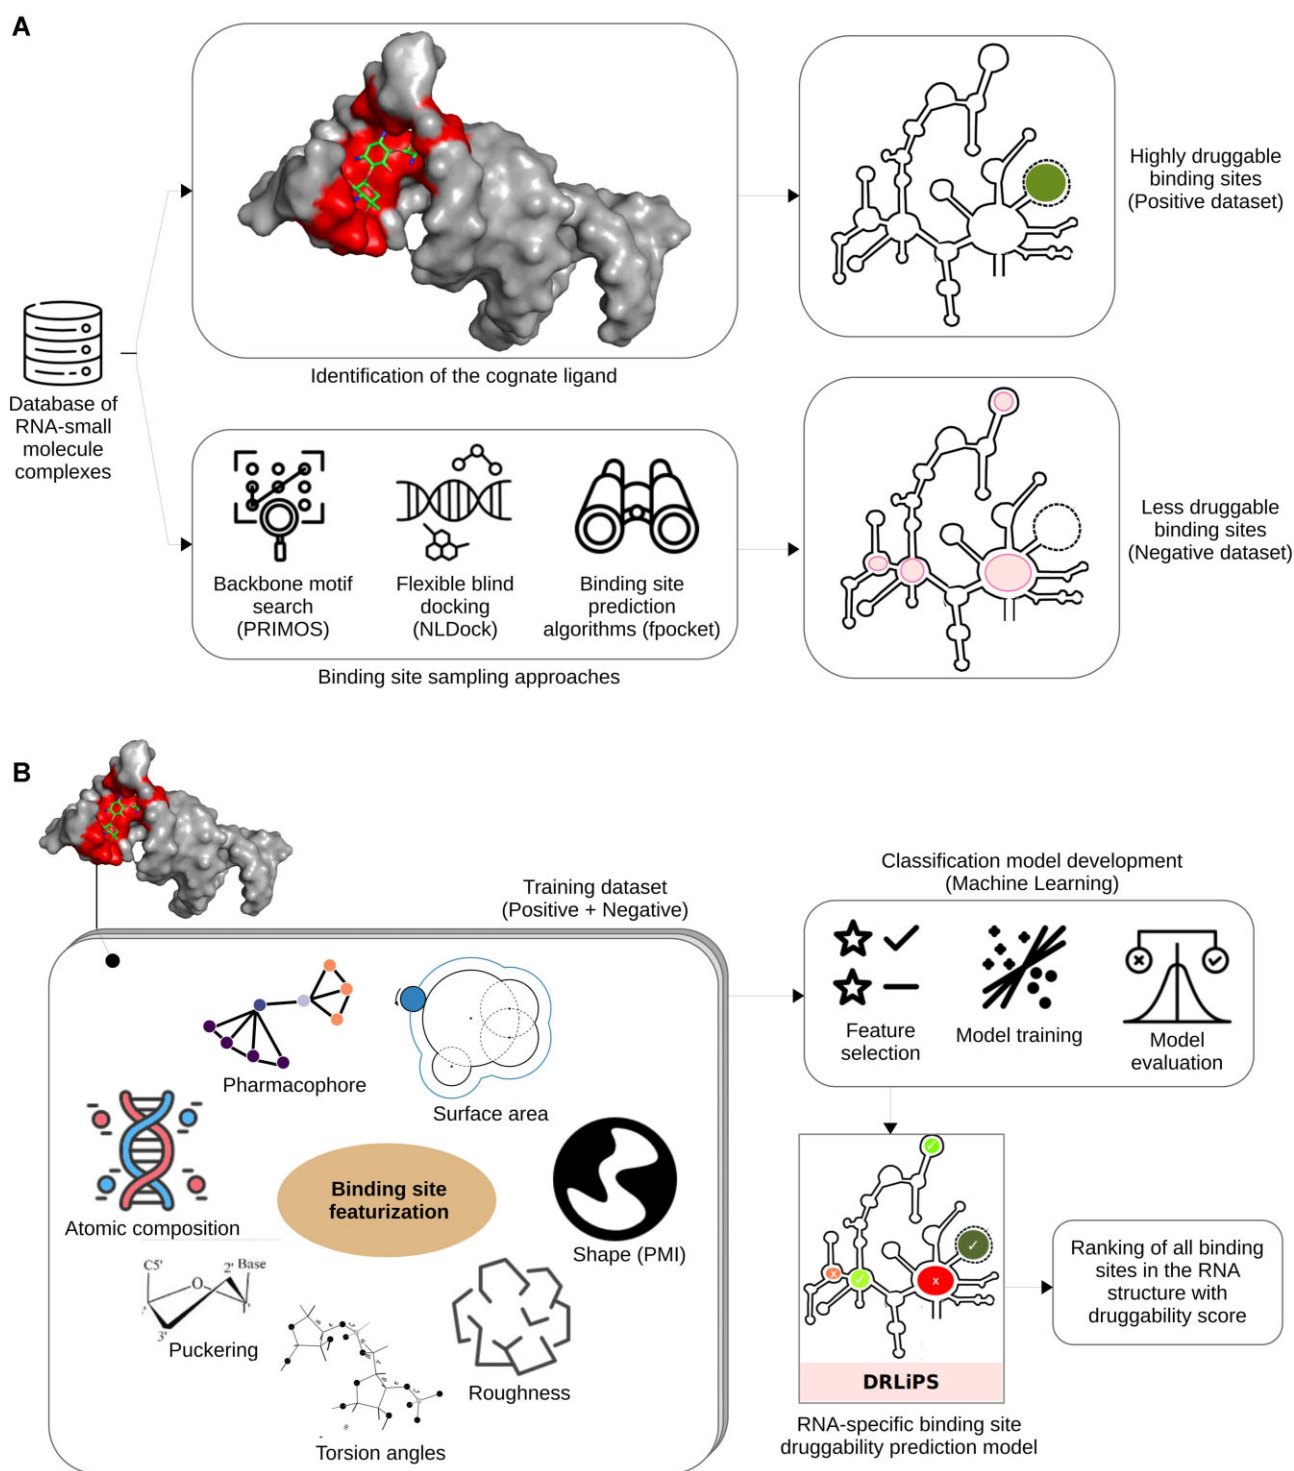 A
Highly druggable
binding sites
(Positive dataset)
Identification of the cognate ligand
Database of
RNA-small
molecule
complexes
Backbone motif
search
(PRIMOS)
Flexible blind
docking
(NLDock)
Binding site
prediction
algorithms (fpocket)
Binding site sampling approaches
Less druggable
binding sites
(Negative dataset)
B
Training dataset
(Positive + Negative)
Pharmacophore
Surface area
Atomic composition
Binding site
featurization
Shape (PMI)
C5'
O
2'
Base
3'
Puckering
Torsion angles
Roughness
Classification model development
(Machine Learning)
Feature
selection
Model training
Model
evaluation
x
x
DRLiPS
RNA-specific binding site
druggability prediction model
Ranking of all binding
sites in the RNA
structure with
druggability score